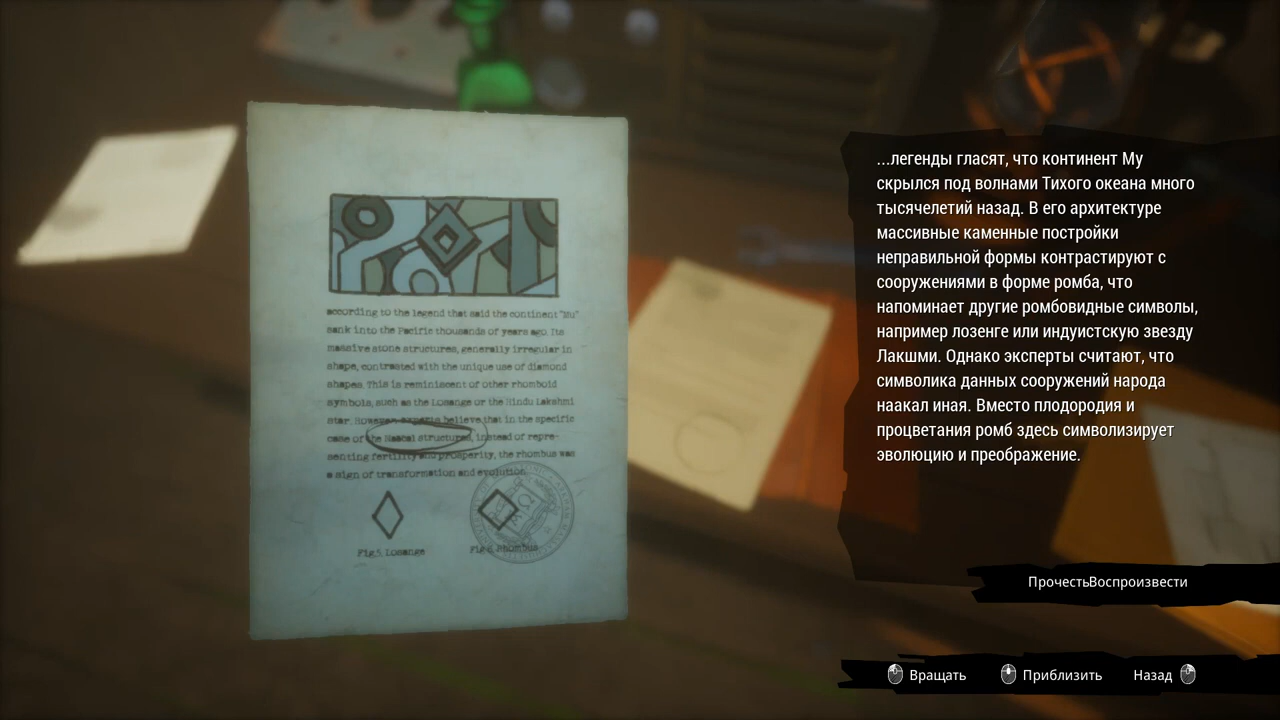 according to the legend that said the continent "Mu"
sank into the Pacific thousands of years ago. Its
massive stone structures, generally irregular in
shape, contrasted with the unique use of diamond
shapes. This is reminiscent of other rhomboid
symbols, such as the Losange or the Hindu Lakshmi
star. However experts believe that in the specific
case of the Naacal structures, instead of repre-
senting fertility and prosperity, the rhombus was
a sign of transformation and evolution.
Fig.5. Losange
Fig.6. Rhombus
...легенды гласят, что континент Му
скрылся под волнами Тихого океана много
тысячелетий назад. В его архитектуре
массивные каменные постройки
неправильной формы контрастируют с
сооружениями в форме ромба, что
напоминает другие ромбовидные символы,
например лозенге или индуистскую звезду
Лакшми. Однако эксперты считают, что
символика данных сооружений народа
наакал иная. Вместо плодородия и
процветания ромб здесь символизирует
эволюцию и преображение.
ПрочестьВоспроизвести
Вращать Приблизить Назад